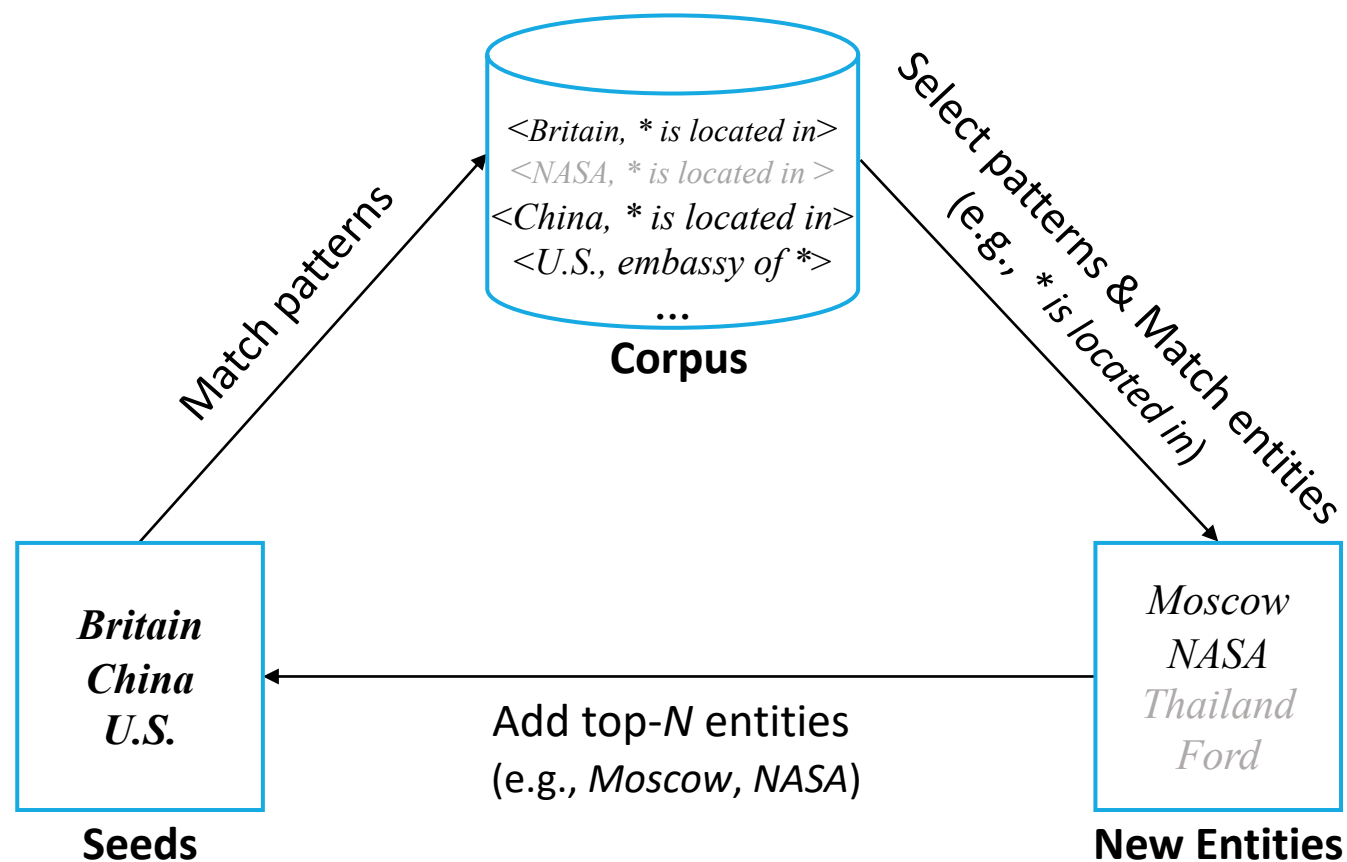 <Britain, * is located in>
<NASA, * is located in >
<China, * is located in>
<U.S., embassy of *>
...
Corpus
Match patterns
Select patterns & Match entities
(e.g., * is located in)
Britain
China
U.S.
Seeds
Add top-N entities
(e.g., Moscow, NASA)
Moscow
NASA
Thailand
Ford
New Entities